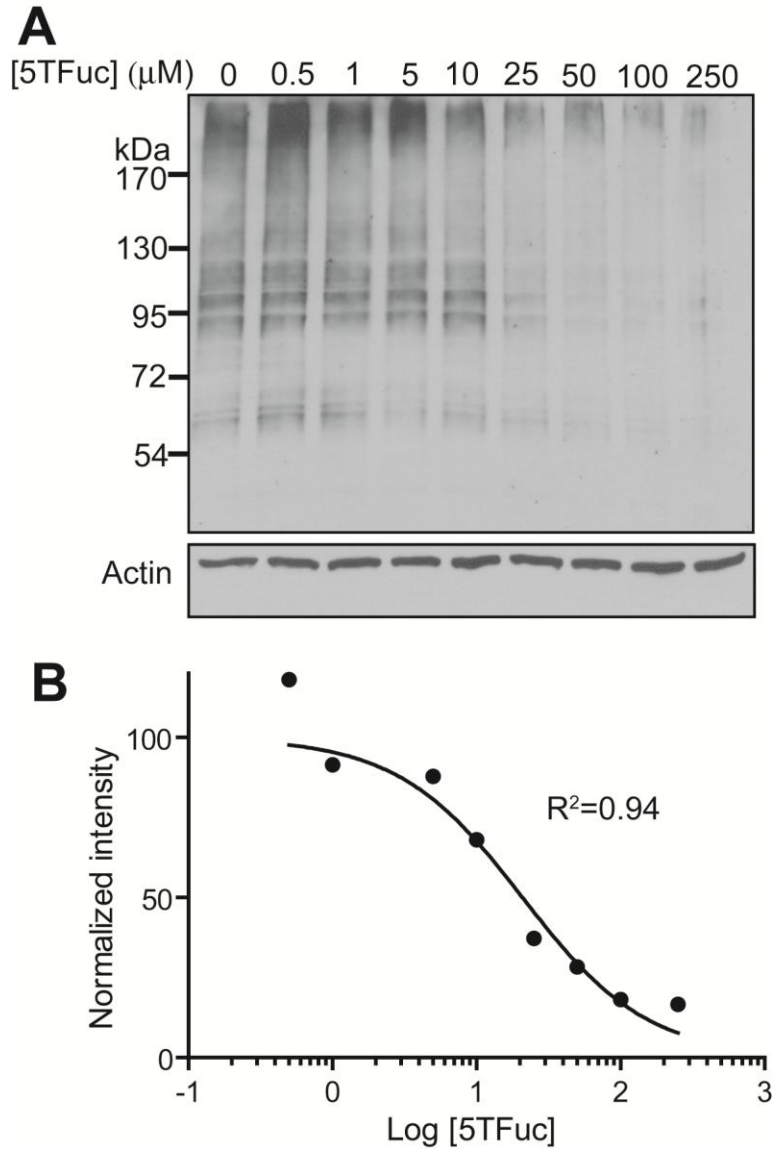 A
[5TFuc] (µM) 0 0.5 1 5 10 25 50 100 250
kDa
170
130
95
72
54
Actin
B
100
50
0
Normalized intensity
R²=0.94
-1 0 1 2 3
Log [5TFuc]